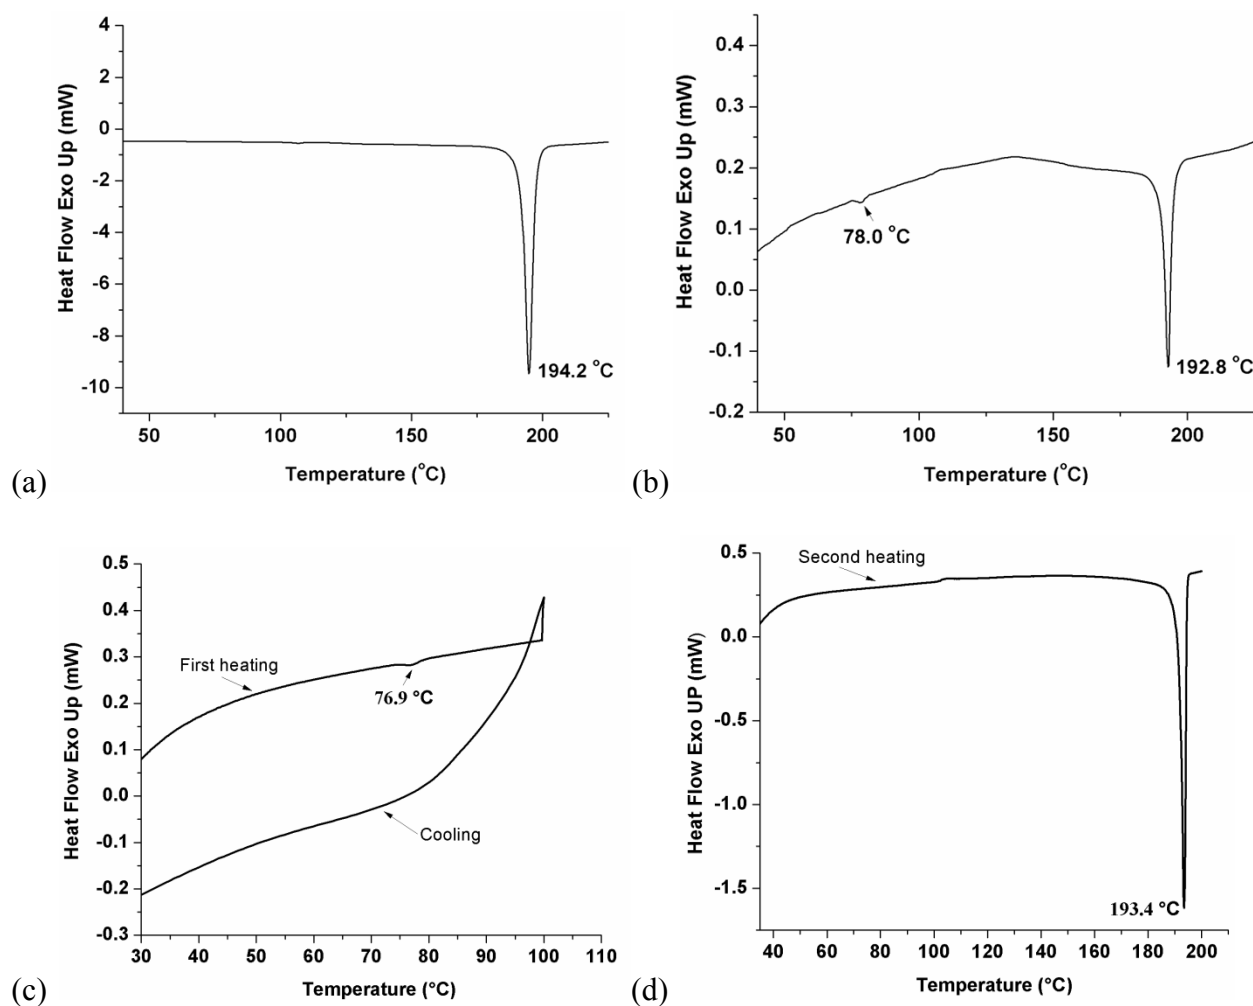 4
2
0
-2
-4
-6
-8
-10
Heat Flow Exo Up (mW)
194.2 °C
50
100
150
200
Temperature (°C)
(a)
0.4
0.3
0.2
0.1
0.0
-0.1
-0.2
Heat Flow Exo Up (mW)
78.0 °C
192.8 °C
50
100
150
200
Temperature (°C)
(b)
0.5
0.4
0.3
0.2
0.1
0.0
-0.1
-0.2
-0.3
Heat Flow Exo Up (mW)
First heating
76.9 °C
Cooling
30
40
50
60
70
80
90
100
110
Temperature (°C)
(c)
0.5
0.0
-0.5
-1.0
-1.5
Heat Flow Exo UP (mW)
Second heating
193.4 °C
40
60
80
100
120
140
160
180
200
Temperature (°C)
(d)